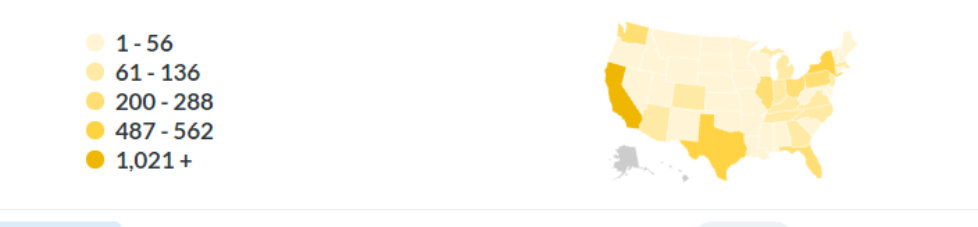 1 - 56
61 - 136
200 - 288
487 - 562
1,021 +